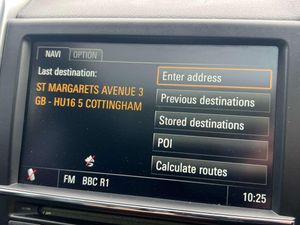 NAVI OPTION
Last destination:
ST MARGARETS AVENUE 3
GB - HU16 5 COTTINGHAM
Enter address
Previous destinations
Stored destinations
POI
Calculate routes
FM BBC R1
10:25